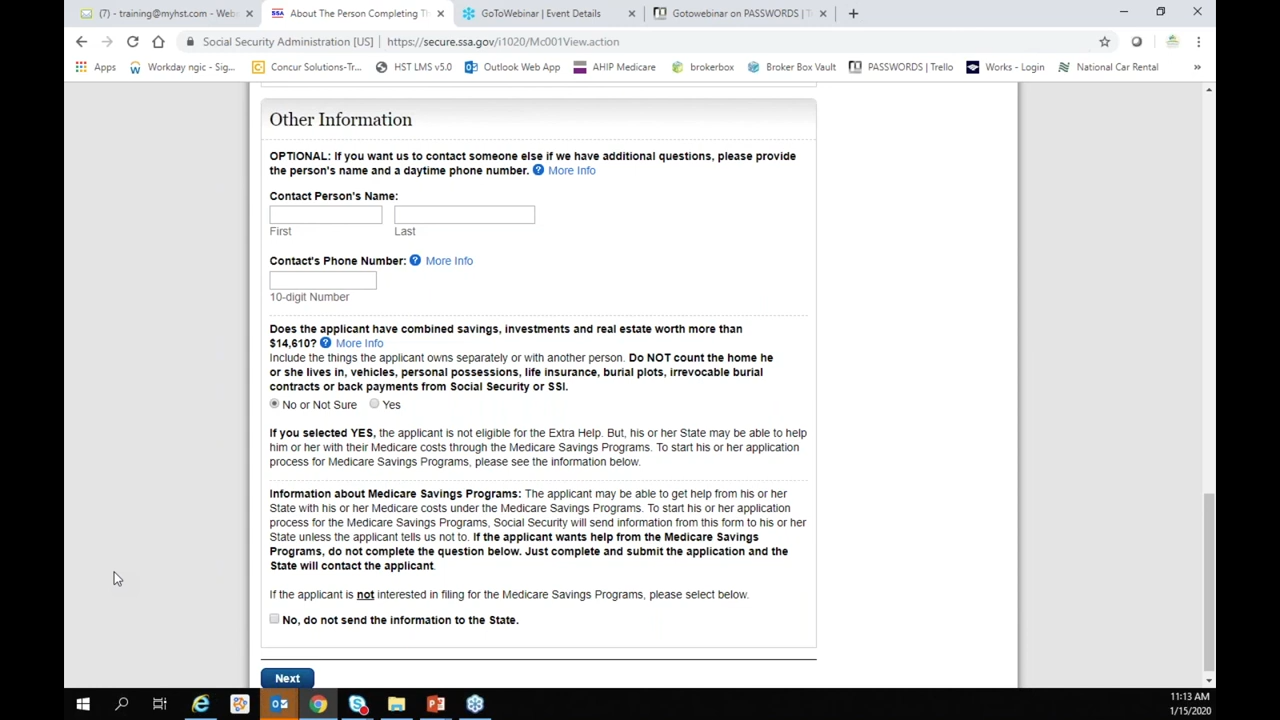 (7) - training@myhst.com - Web
About The Person Completing Th
GoToWebinar | Event Details
Gotowebinar on PASSWORDS | T
Social Security Administration [US] | https://secure.ssa.gov/i1020/Mc001View.action
Apps Workday ngic - Sig... Concur Solutions-Tr... HST LMS v5.0 Outlook Web App AHIP Medicare brokerbox Broker Box Vault PASSWORDS | Trello Works - Login National Car Rental »
Other Information
OPTIONAL: If you want us to contact someone else if we have additional questions, please provide
the person's name and a daytime phone number. ? More Info
Contact Person's Name:
First Last
Contact's Phone Number: ? More Info
10-digit Number
Does the applicant have combined savings, investments and real estate worth more than
$14,610? ? More Info
Include the things the applicant owns separately or with another person. Do NOT count the home he
or she lives in, vehicles, personal possessions, life insurance, burial plots, irrevocable burial
contracts or back payments from Social Security or SSI.
No or Not Sure Yes
If you selected YES, the applicant is not eligible for the Extra Help. But, his or her State may be able to help
him or her with their Medicare costs through the Medicare Savings Programs. To start his or her application
process for Medicare Savings Programs, please see the information below.
Information about Medicare Savings Programs: The applicant may be able to get help from his or her
State with his or her Medicare costs under the Medicare Savings Programs. To start his or her application
process for the Medicare Savings Programs, Social Security will send information from this form to his or her
State unless the applicant tells us not to. If the applicant wants help from the Medicare Savings
Programs, do not complete the question below. Just complete and submit the application and the
State will contact the applicant.
If the applicant is not interested in filing for the Medicare Savings Programs, please select below.
No, do not send the information to the State.
Next
11:13 AM
1/15/2020